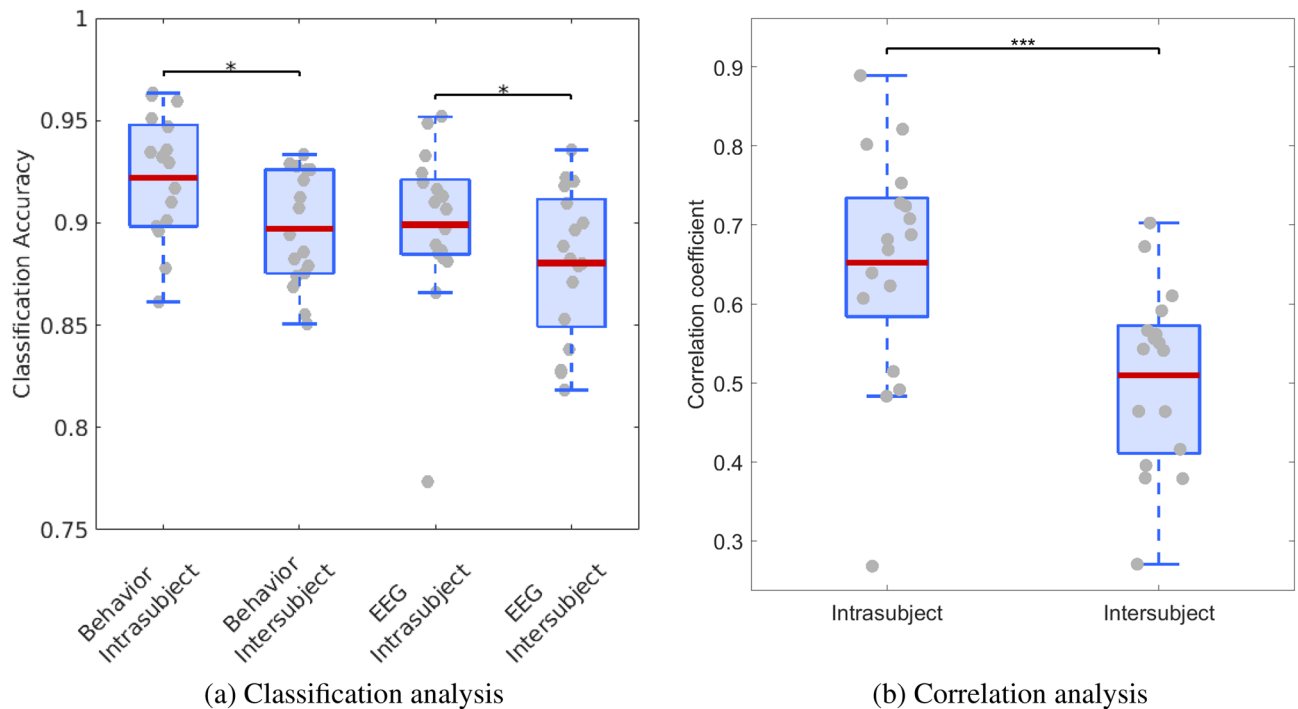 1
0.95
0.9
0.85
0.8
0.75
Classification Accuracy
*
*
Behavior
Intrasubject
Behavior
Intersubject
EEG
Intrasubject
EEG
Intersubject
(a) Classification analysis
0.9
0.8
0.7
0.6
0.5
0.4
0.3
Correlation coefficient
***
Intrasubject
Intersubject
(b) Correlation analysis